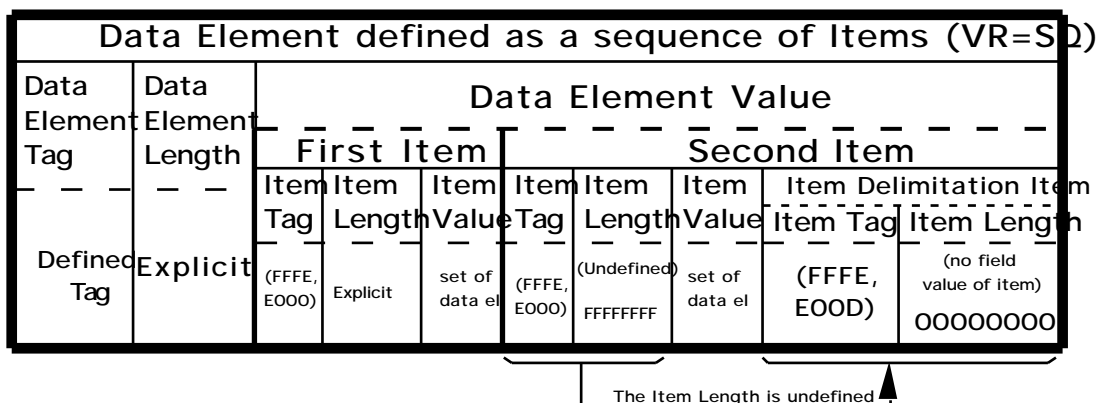 Data Element defined as a sequence of Items (VR=SQ)
Data Element Tag
Data Element Length
Data Element Value
First Item
Second Item
Item Tag
Item Length
Item Value
Item Tag
Item Length
Item Value
Item Delimitation Item
Item Tag
Item Length
Defined Tag
Explicit
(FFFE, E000)
Explicit
set of data el
(FFFE, E000)
(Undefined) FFFFFFFF
set of data el
(FFFE, E00D)
(no field value of item) 00000000
The Item Length is undefined